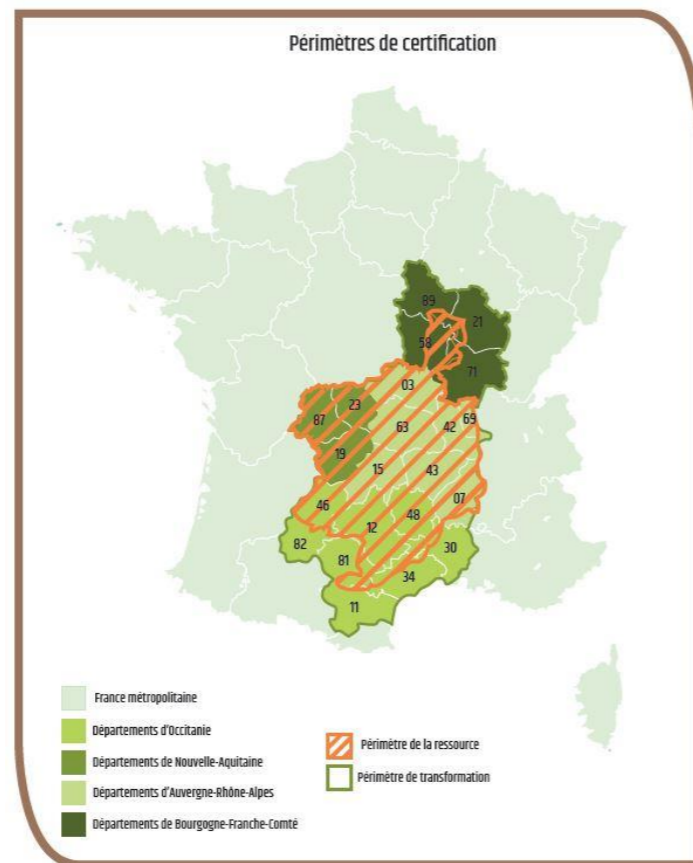 Périmètres de certification
89
21
58
71
03
23
87
63
42
69
19
15
43
46
07
48
12
82
81
30
34
11
France métropolitaine
Départements d'Occitanie
Départements de Nouvelle-Aquitaine
Départements d'Auvergne-Rhône-Alpes
Départements de Bourgogne-Franche-Comté
Périmètre de la ressource
Périmètre de transformation